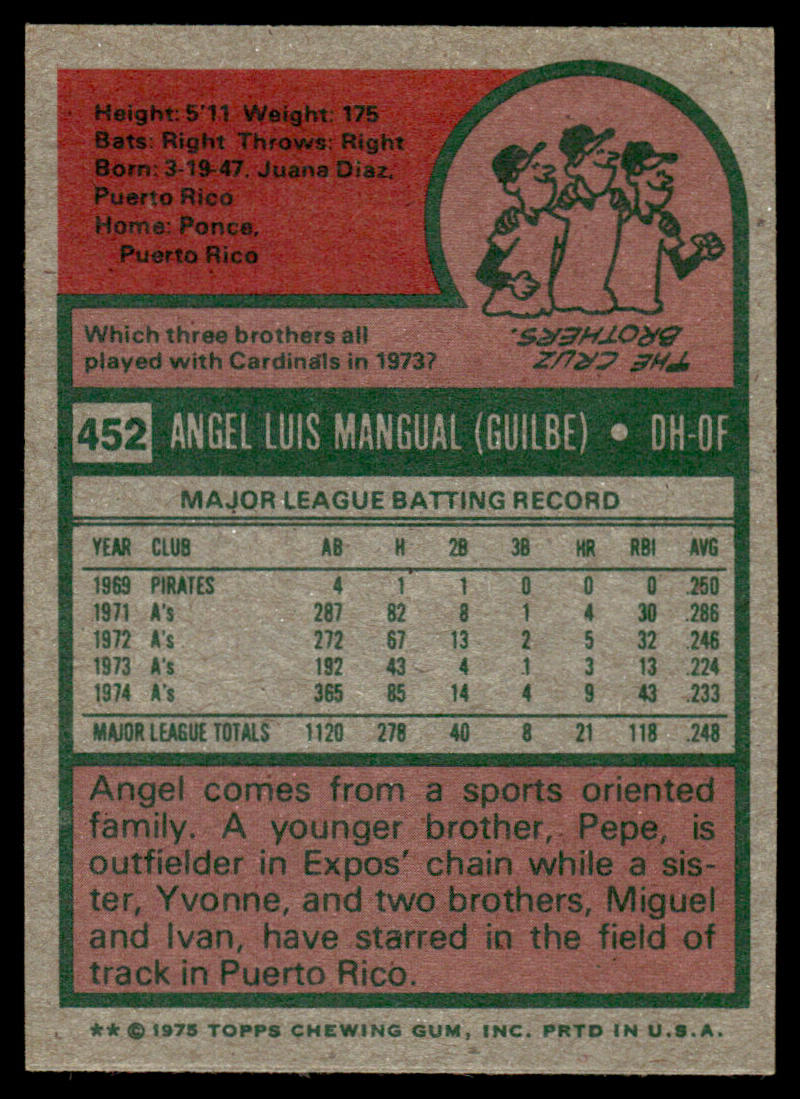 Height: 5'11 Weight: 175
Bats: Right Throws: Right
Born: 3-19-47. Juana Diaz,
Puerto Rico
Home: Ponce,
Puerto Rico
Which three brothers all
played with Cardinals in 1973?
THE CRUZ
BROTHERS.
452 ANGEL LUIS MANGUAL (GUILBE) • DH-OF
MAJOR LEAGUE BATTING RECORD
YEAR CLUB AB H 2B 3B HR RBI AVG
1969 PIRATES 4 1 1 0 0 0 .250
1971 A's 287 82 8 1 4 30 .286
1972 A's 272 67 13 2 5 32 .246
1973 A's 192 43 4 1 3 13 .224
1974 A's 365 85 14 4 9 43 .233
MAJOR LEAGUE TOTALS 1120 278 40 8 21 118 .248
Angel comes from a sports oriented
family. A younger brother, Pepe, is
outfielder in Expos' chain while a sis-
ter, Yvonne, and two brothers, Miguel
and Ivan, have starred in the field of
track in Puerto Rico.
** © 1975 TOPPS CHEWING GUM, INC. PRTD IN U.S.A.